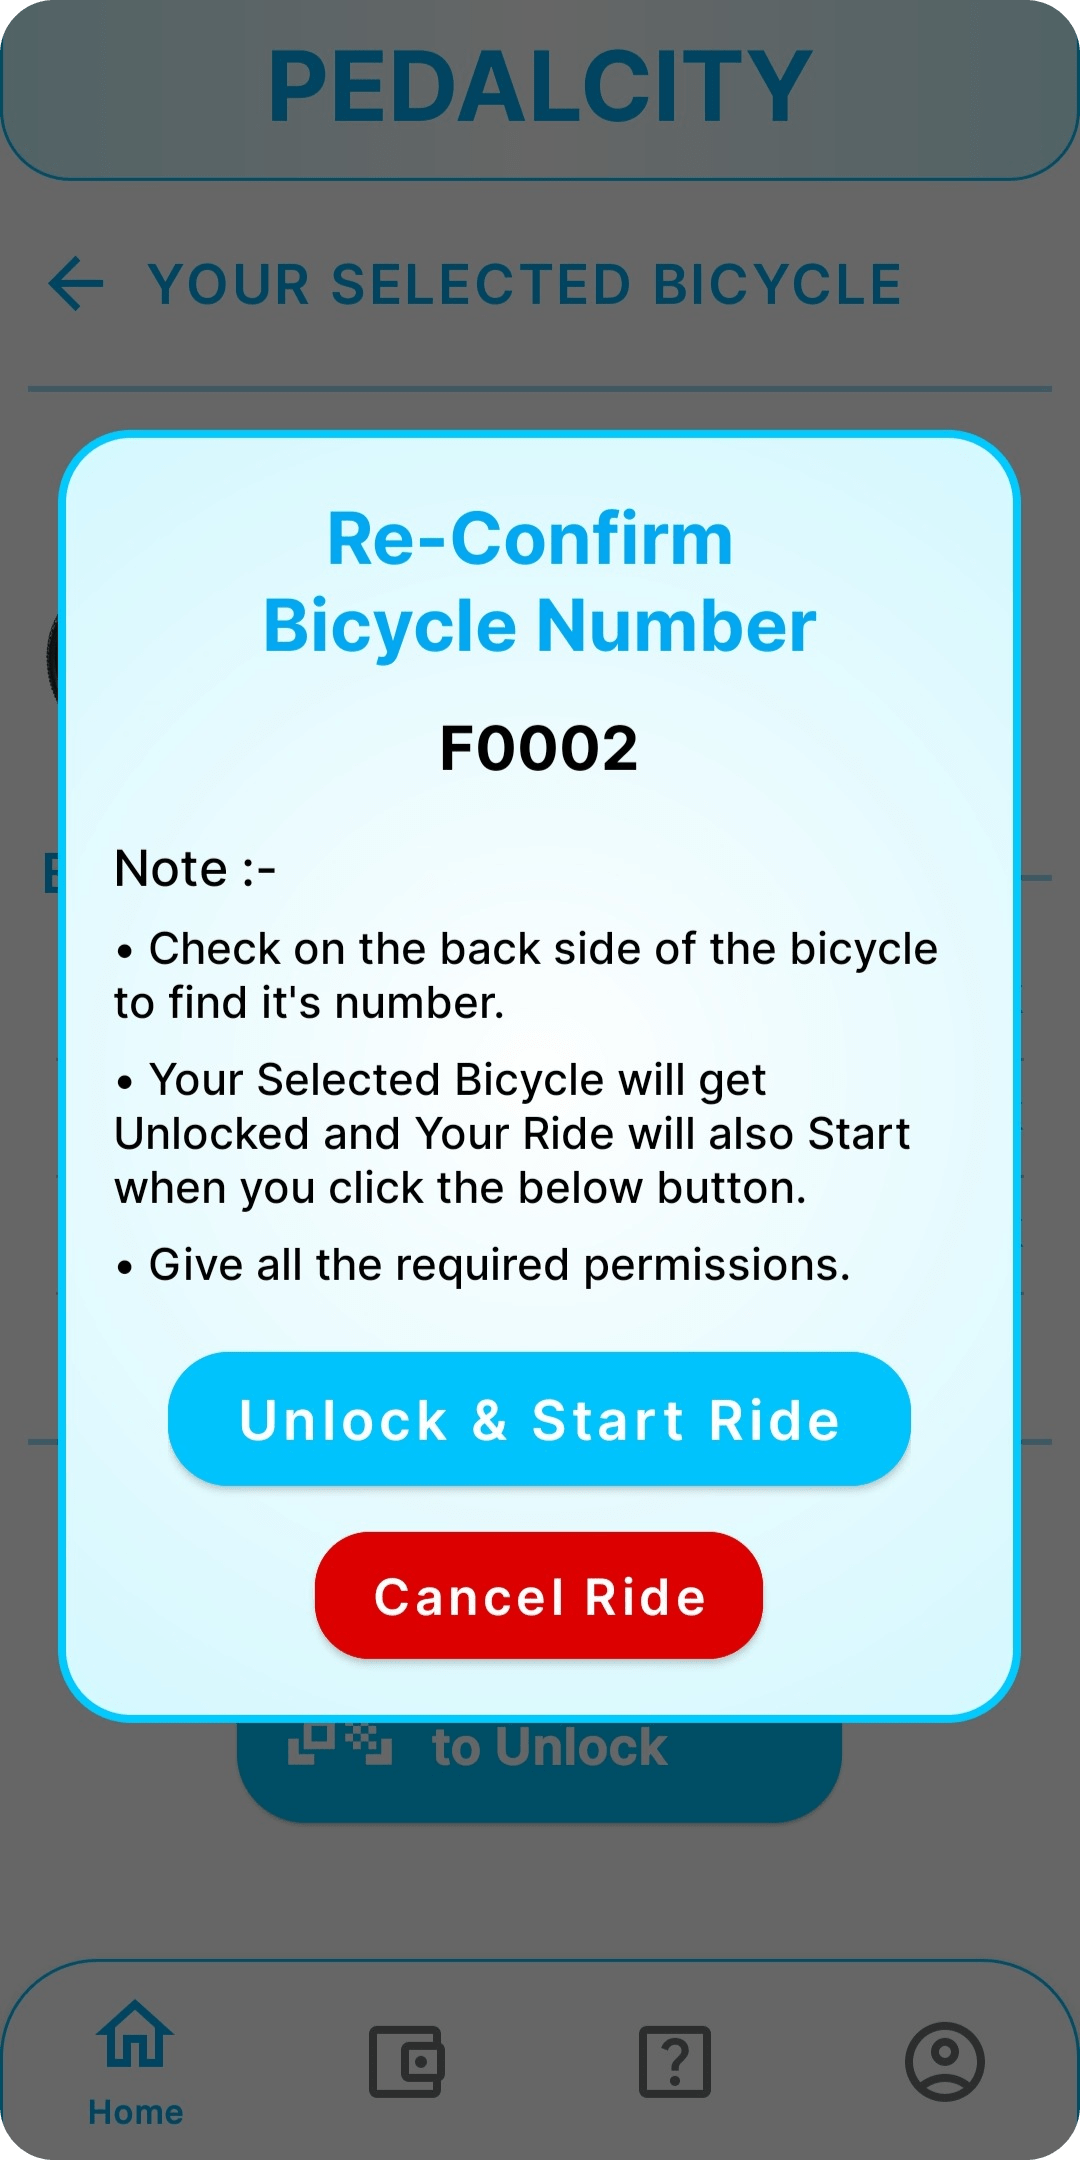 PEDALCITY
YOUR SELECTED BICYCLE
Re-Confirm
Bicycle Number
F0002
Note :-
• Check on the back side of the bicycle
to find it's number.
• Your Selected Bicycle will get
Unlocked and Your Ride will also Start
when you click the below button.
• Give all the required permissions.
Unlock & Start Ride
Cancel Ride
to Unlock
Home